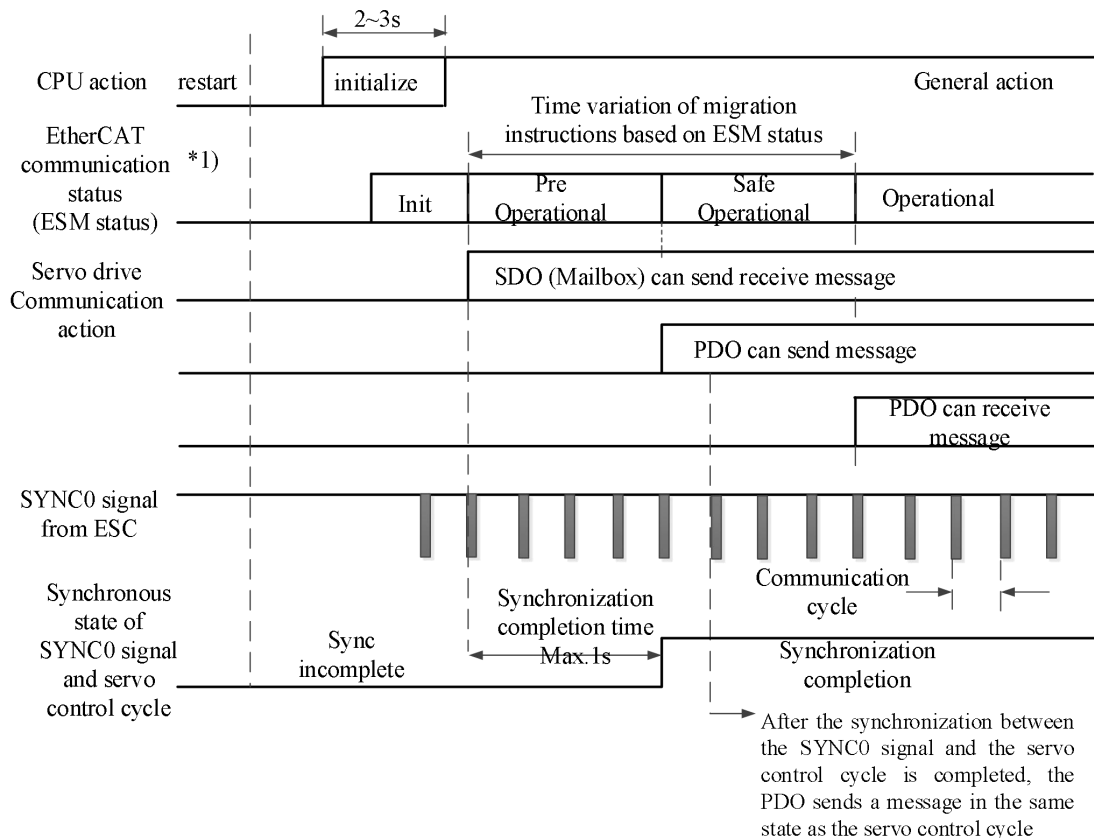 2~3s
CPU action
restart
initialize
General action
Time variation of migration
instructions based on ESM status
EtherCAT
communication
status
(ESM status)
*1)
Init
Pre
Operational
Safe
Operational
Operational
Servo drive
Communication
action
SDO (Mailbox) can send receive message
PDO can send message
PDO can receive
message
SYNC0 signal
from ESC
Communication
cycle
Synchronous
state of
SYNC0 signal
and servo
control cycle
Sync
incomplete
Synchronization
completion time
Max.1s
Synchronization
completion
After the synchronization between
the SYNC0 signal and the servo
control cycle is completed, the
PDO sends a message in the same
state as the servo control cycle